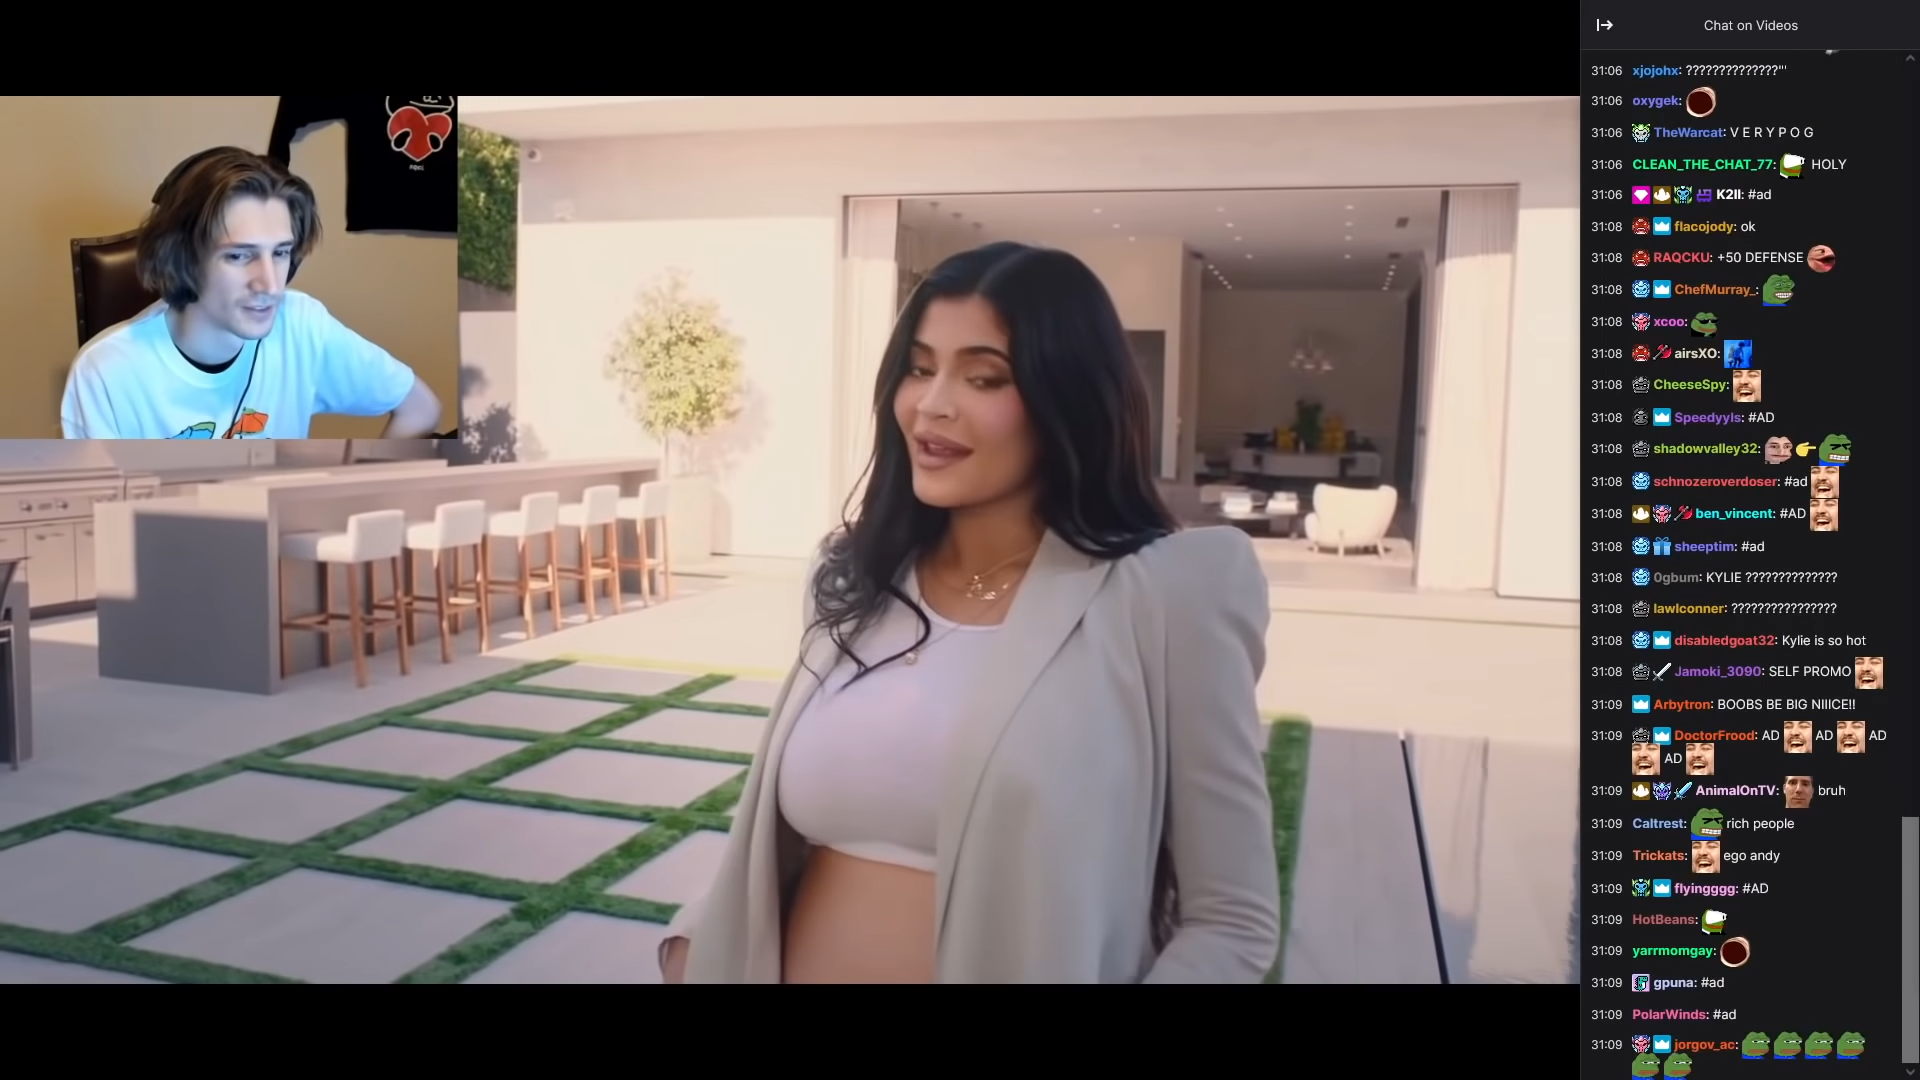 Chat on Videos
31:06 xjojohx: ??????????????"'
31:06 oxygek:
31:06 TheWarcat: V E R Y P O G
31:06 CLEAN_THE_CHAT_77: HOLY
31:06 K2II: #ad
31:08 flacojody: ok
31:08 RAQCKU: +50 DEFENSE
31:08 ChefMurray_:
31:08 xcoo:
31:08 airsXO:
31:08 CheeseSpy:
31:08 Speedyyls: #AD
31:08 shadowvalley32:
31:08 schnozeroverdoser: #ad
31:08 ben_vincent: #AD
31:08 sheeptim: #ad
31:08 0gbum: KYLIE ??????????????
31:08 lawlconner: ????????????????
31:08 disabledgoat32: Kylie is so hot
31:08 Jamoki_3090: SELF PROMO
31:09 Arbytron: BOOBS BE BIG NIIICE!!
31:09 DoctorFrood: AD AD AD
AD
31:09 AnimalOnTV: bruh
31:09 Caltrest: rich people
31:09 Trickats: ego andy
31:09 flyingggg: #AD
31:09 HotBeans:
31:09 yarrmomgay:
31:09 gpuna: #ad
31:09 PolarWinds: #ad
31:09 jorgov_ac: